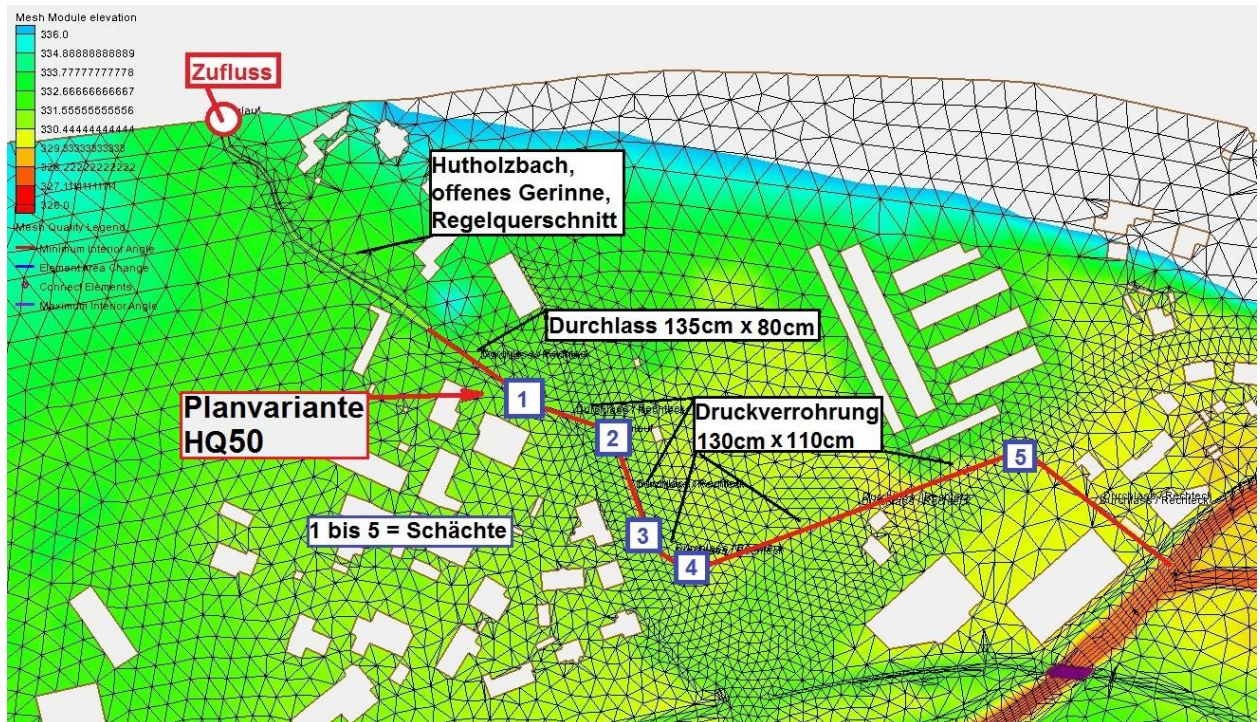 Mesh Module elevation
336.0
334.88888888889
333.77777777778
332.66666666667
331.55555555556
330.44444444444
329.33333333333
328.22222222222
327.11111111111
326.0
Mesh Quality Legend
Minimum Interior Angle
Element Area Change
Connect Elements
Maximum Interior Angle
Zufluss
Hutholzbach,
offenes Gerinne,
Regelquerschnitt
Durchlass 135cm x 80cm
Durchlass / Rechteck
Planvariante
HQ50
1
Druckverrohrung
130cm x 110cm
Durchlass / Rechteck
2
5
Durchlass / Rechteck
Durchlass / Rechteck
Durchlass / Rechteck
1 bis 5 = Schächte
3
Durchlass / Rechteck
4